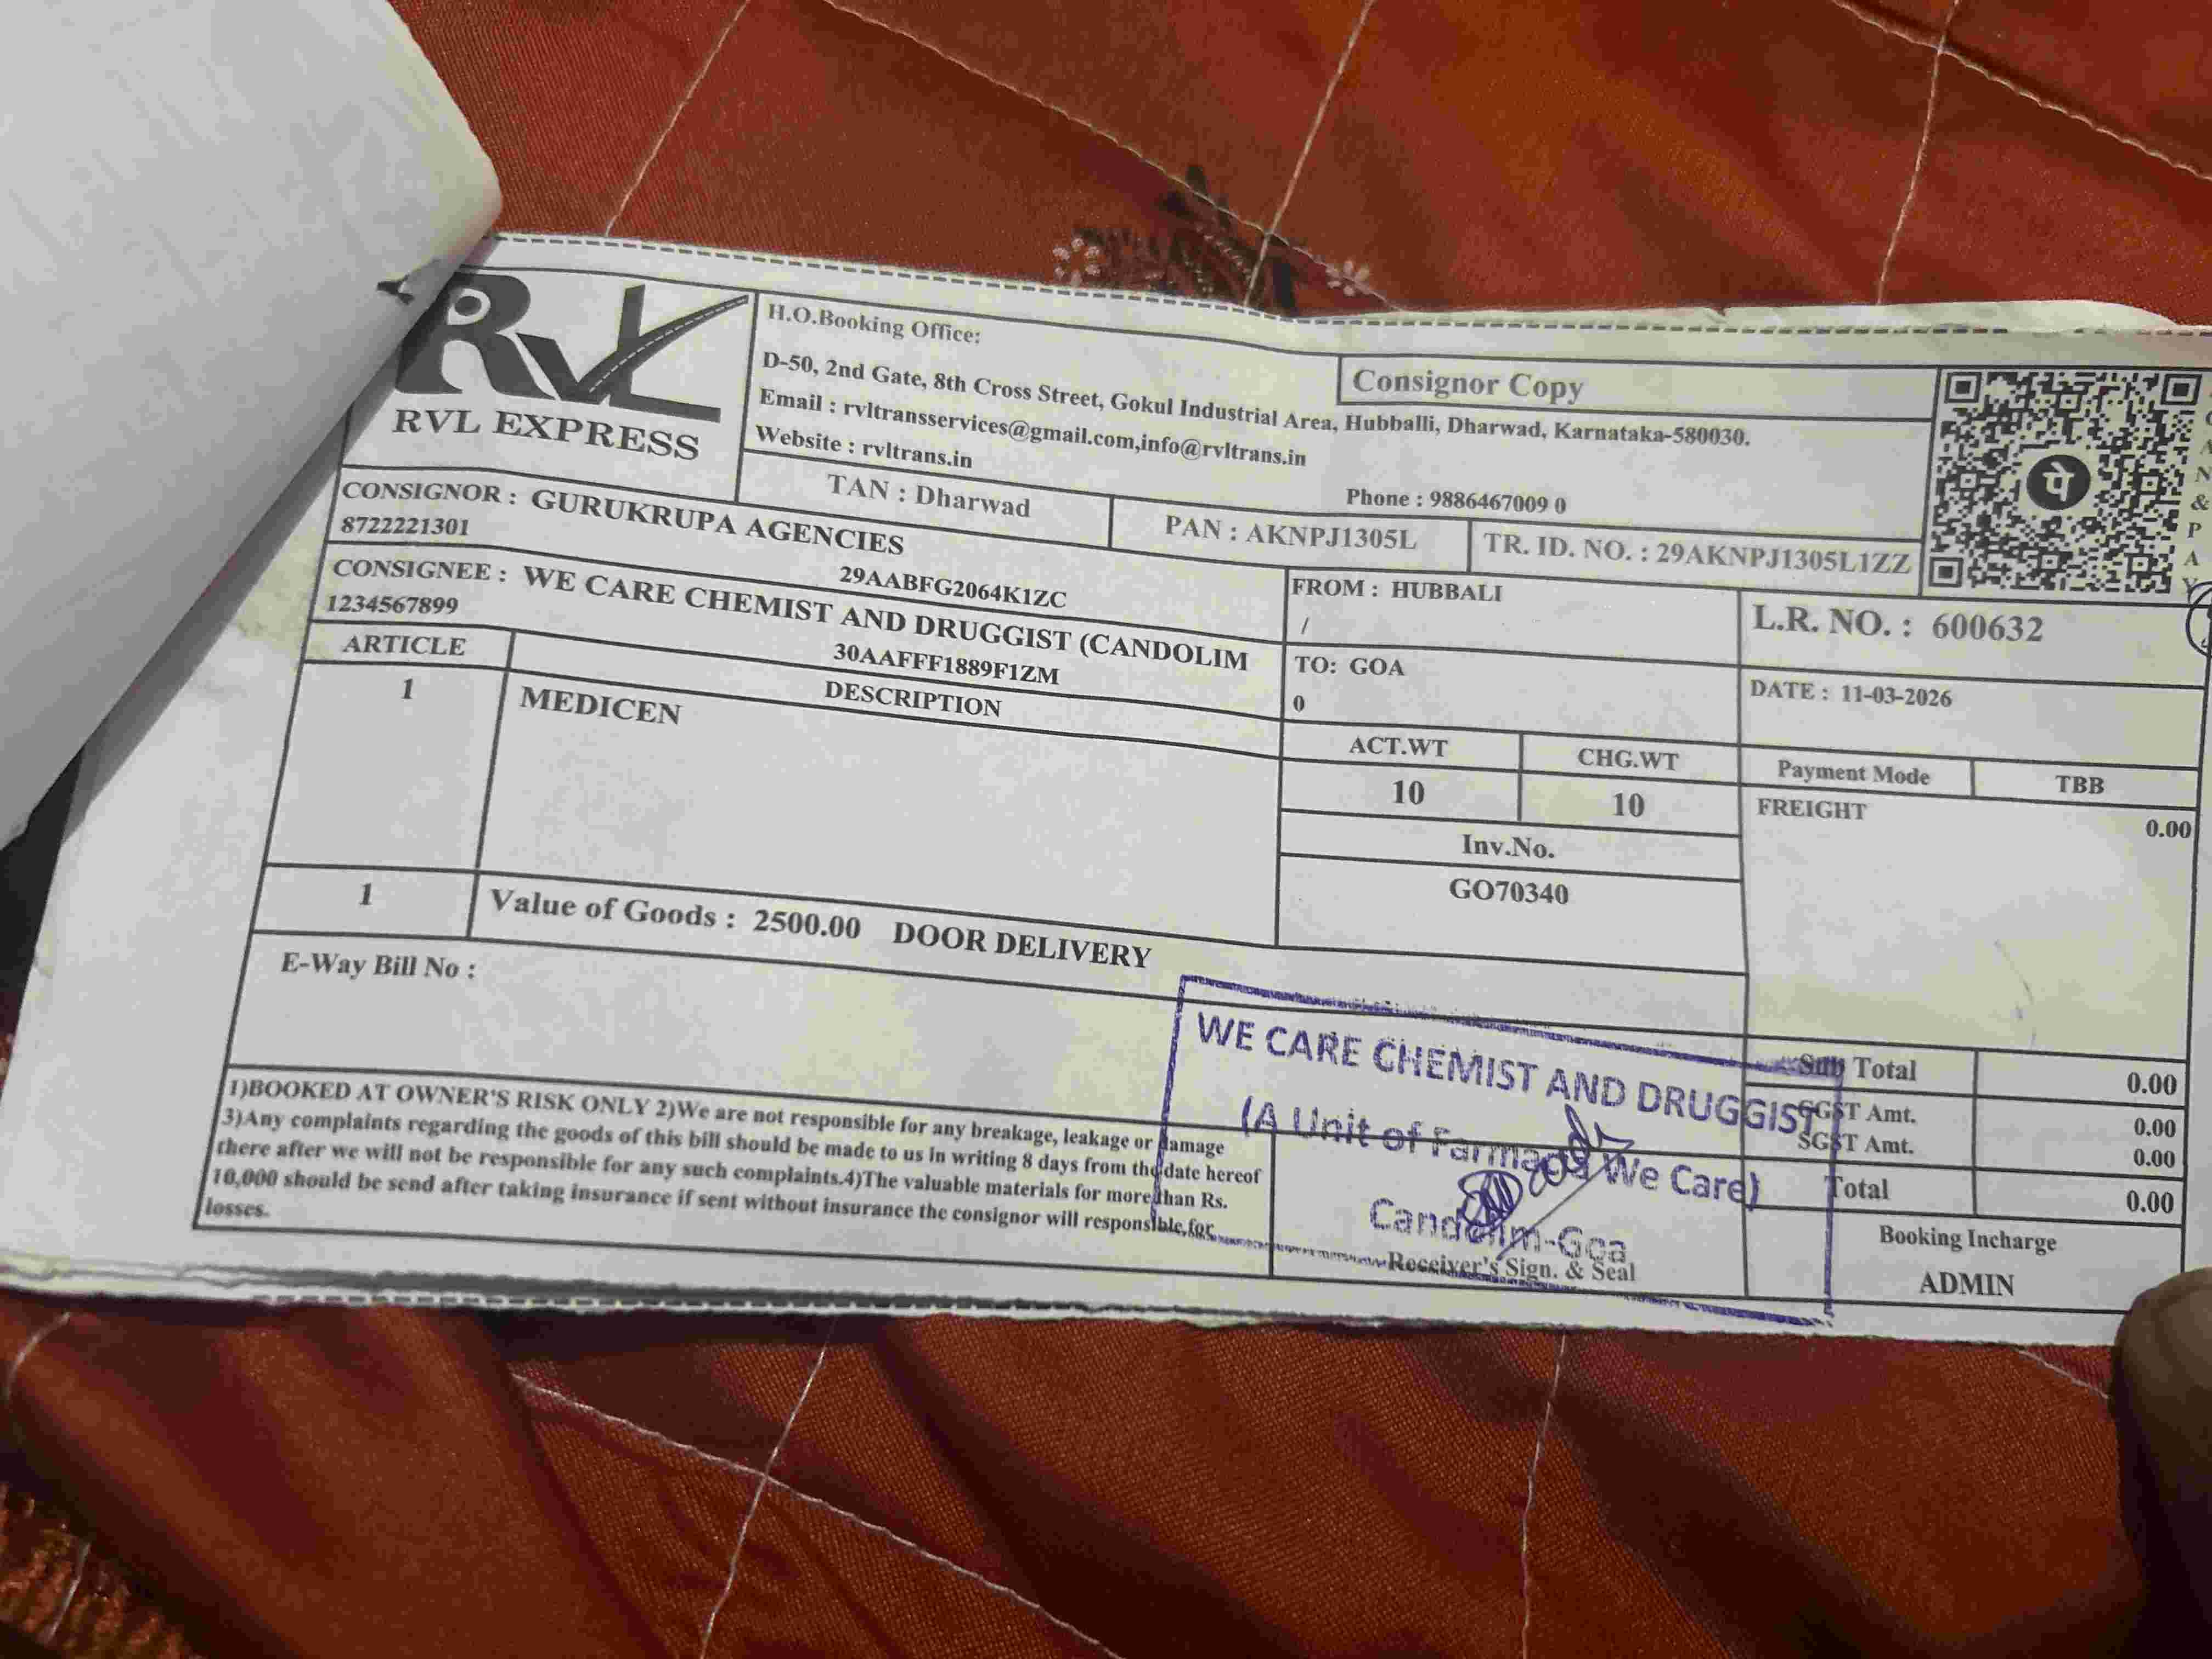 RVL
RVL EXPRESS
H.O.Booking Office:
Consignor Copy
D-50, 2nd Gate, 8th Cross Street, Gokul Industrial Area, Hubballi, Dharwad, Karnataka-580030.
Email : rvltransservices@gmail.com,info@rvltrans.in
Website : rvltrans.in
Phone : 9886467009 0
TAN : Dharwad
PAN : AKNPJ1305L
TR. ID. NO. : 29AKNPJ1305L1ZZ
पे
N & P A Y
CONSIGNOR : GURUKRUPA AGENCIES
8722221301
29AABFG2064K1ZC
FROM : HUBBALI
/
L.R. NO. : 600632
CONSIGNEE : WE CARE CHEMIST AND DRUGGIST (CANDOLIM
1234567899
30AAFFF1889F1ZM
TO: GOA
0
DATE : 11-03-2026
ARTICLE
DESCRIPTION
ACT.WT
CHG.WT
Payment Mode
TBB
1
MEDICEN
10
10
FREIGHT
0.00
Inv.No.
GO70340
1
Value of Goods : 2500.00 DOOR DELIVERY
E-Way Bill No :
Sub Total
0.00
CGST Amt.
0.00
SGST Amt.
0.00
Total
0.00
1)BOOKED AT OWNER'S RISK ONLY 2)We are not responsible for any breakage, leakage or damage
3)Any complaints regarding the goods of this bill should be made to us in writing 8 days from the date hereof
there after we will not be responsible for any such complaints.4)The valuable materials for more than Rs.
10,000 should be send after taking insurance if sent without insurance the consignor will responsible for
losses.
WE CARE CHEMIST AND DRUGGIST
(A Unit of We Care)
Candolim-Goa
Receiver's Sign. & Seal
Booking Incharge
ADMIN